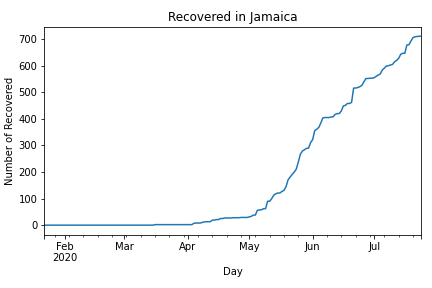 Recovered in Jamaica
Number of Recovered
700
600
500
400
300
200
100
0
Feb
2020
Mar
Apr
May
Jun
Jul
Day